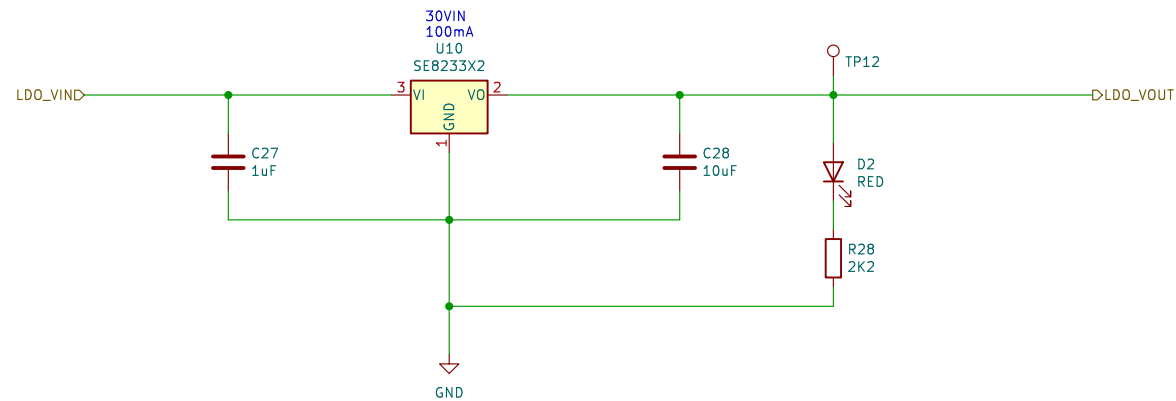 30VIN
100mA
U10
SE8233X2
TP12
LDO_VIN
3
VI
VO
2
LDO_VOUT
GND
1
C27
1uF
C28
10uF
D2
RED
R28
2K2
GND